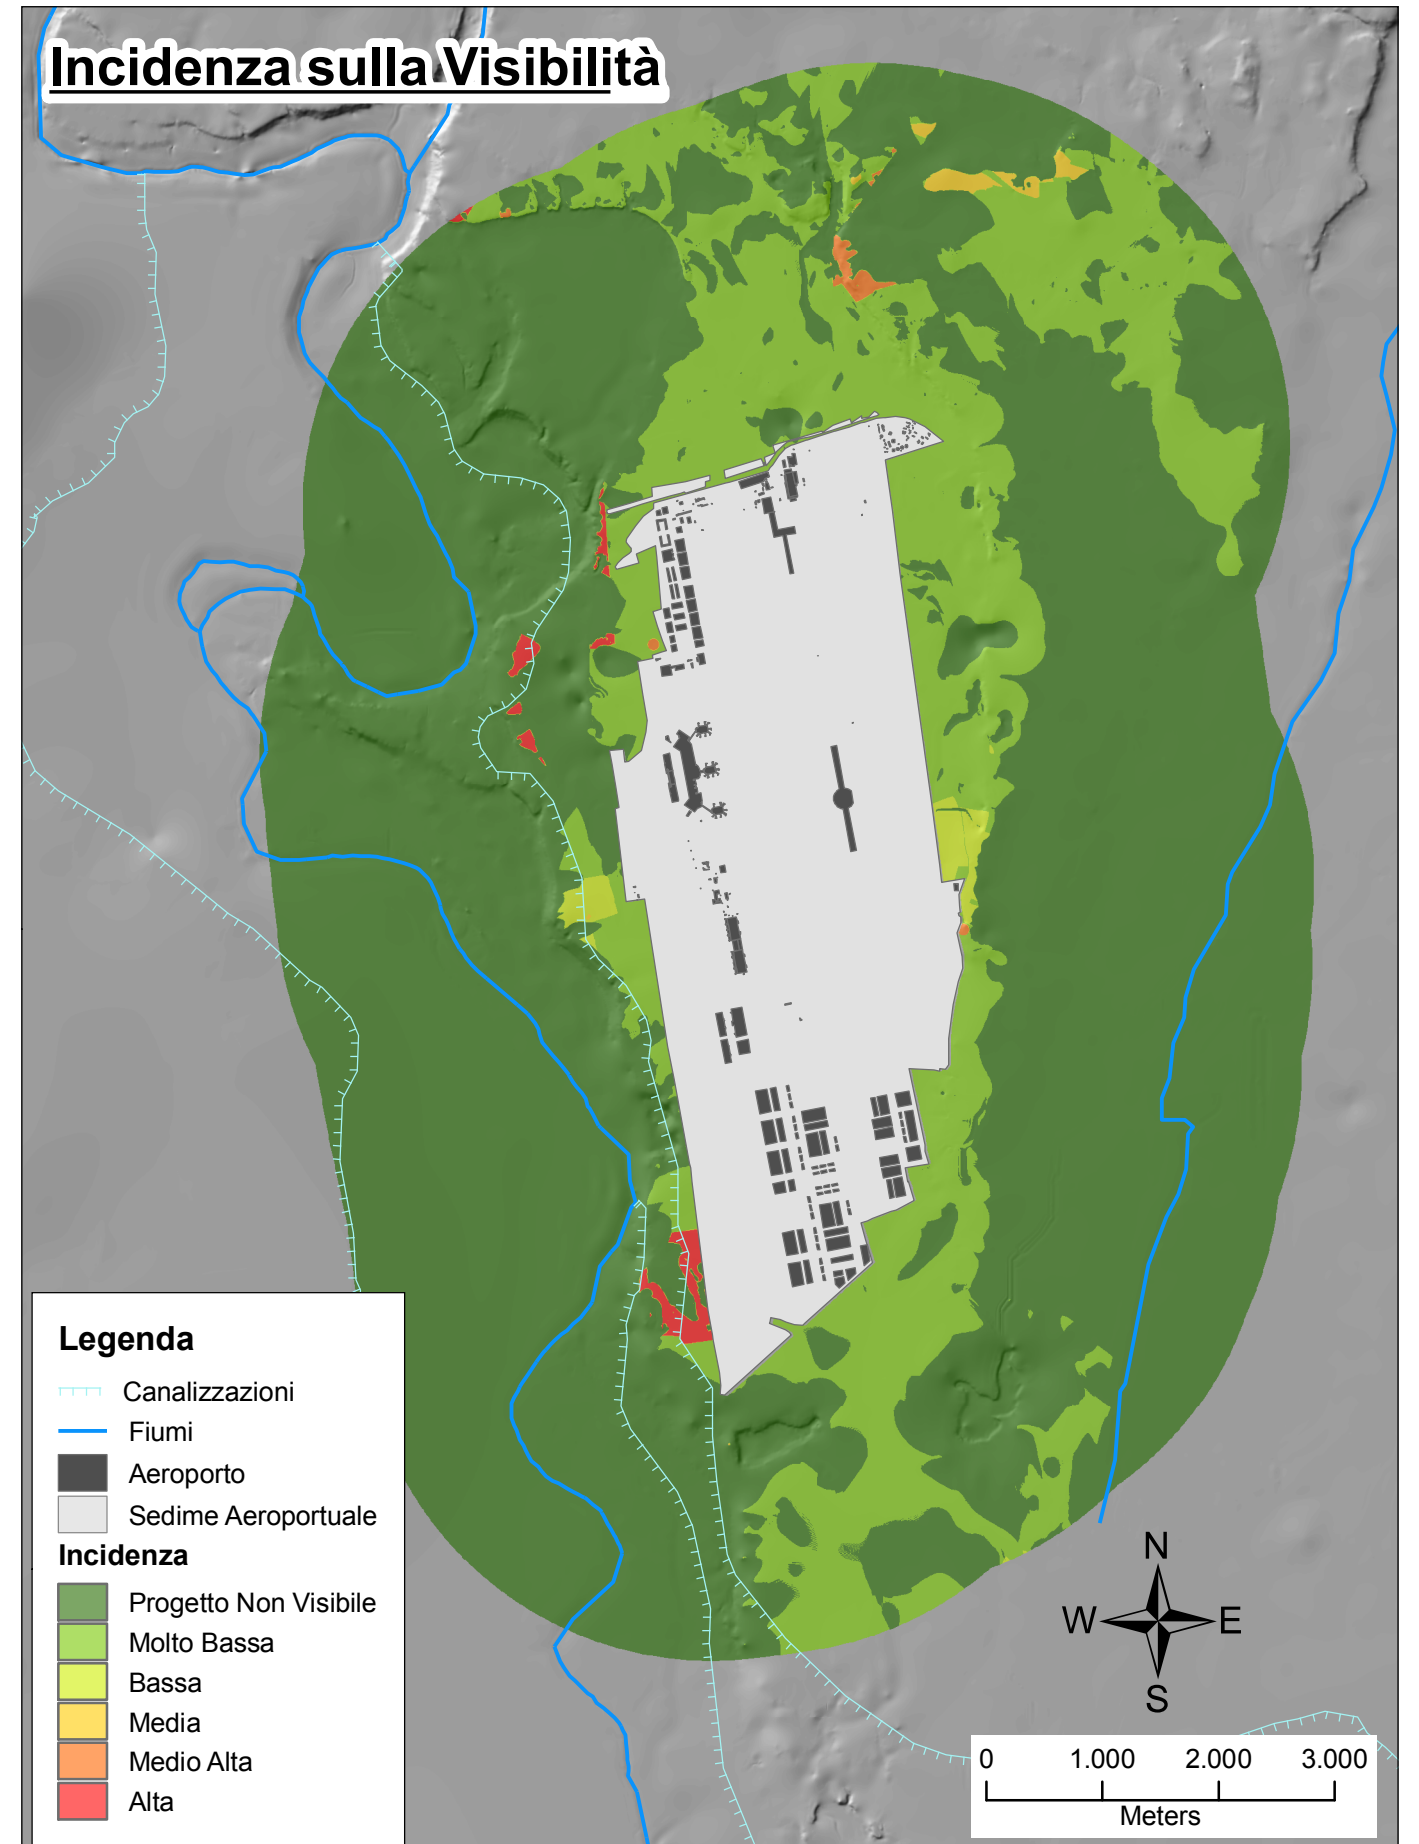 Incidenza sulla Visibilità
Legenda
Canalizzazioni
Fiumi
Aeroporto
Sedime Aeroportuale
Incidenza
Progetto Non Visibile
Molto Bassa
Bassa
Media
Medio Alta
Alta
N
W E
S
0 1.000 2.000 3.000
Meters